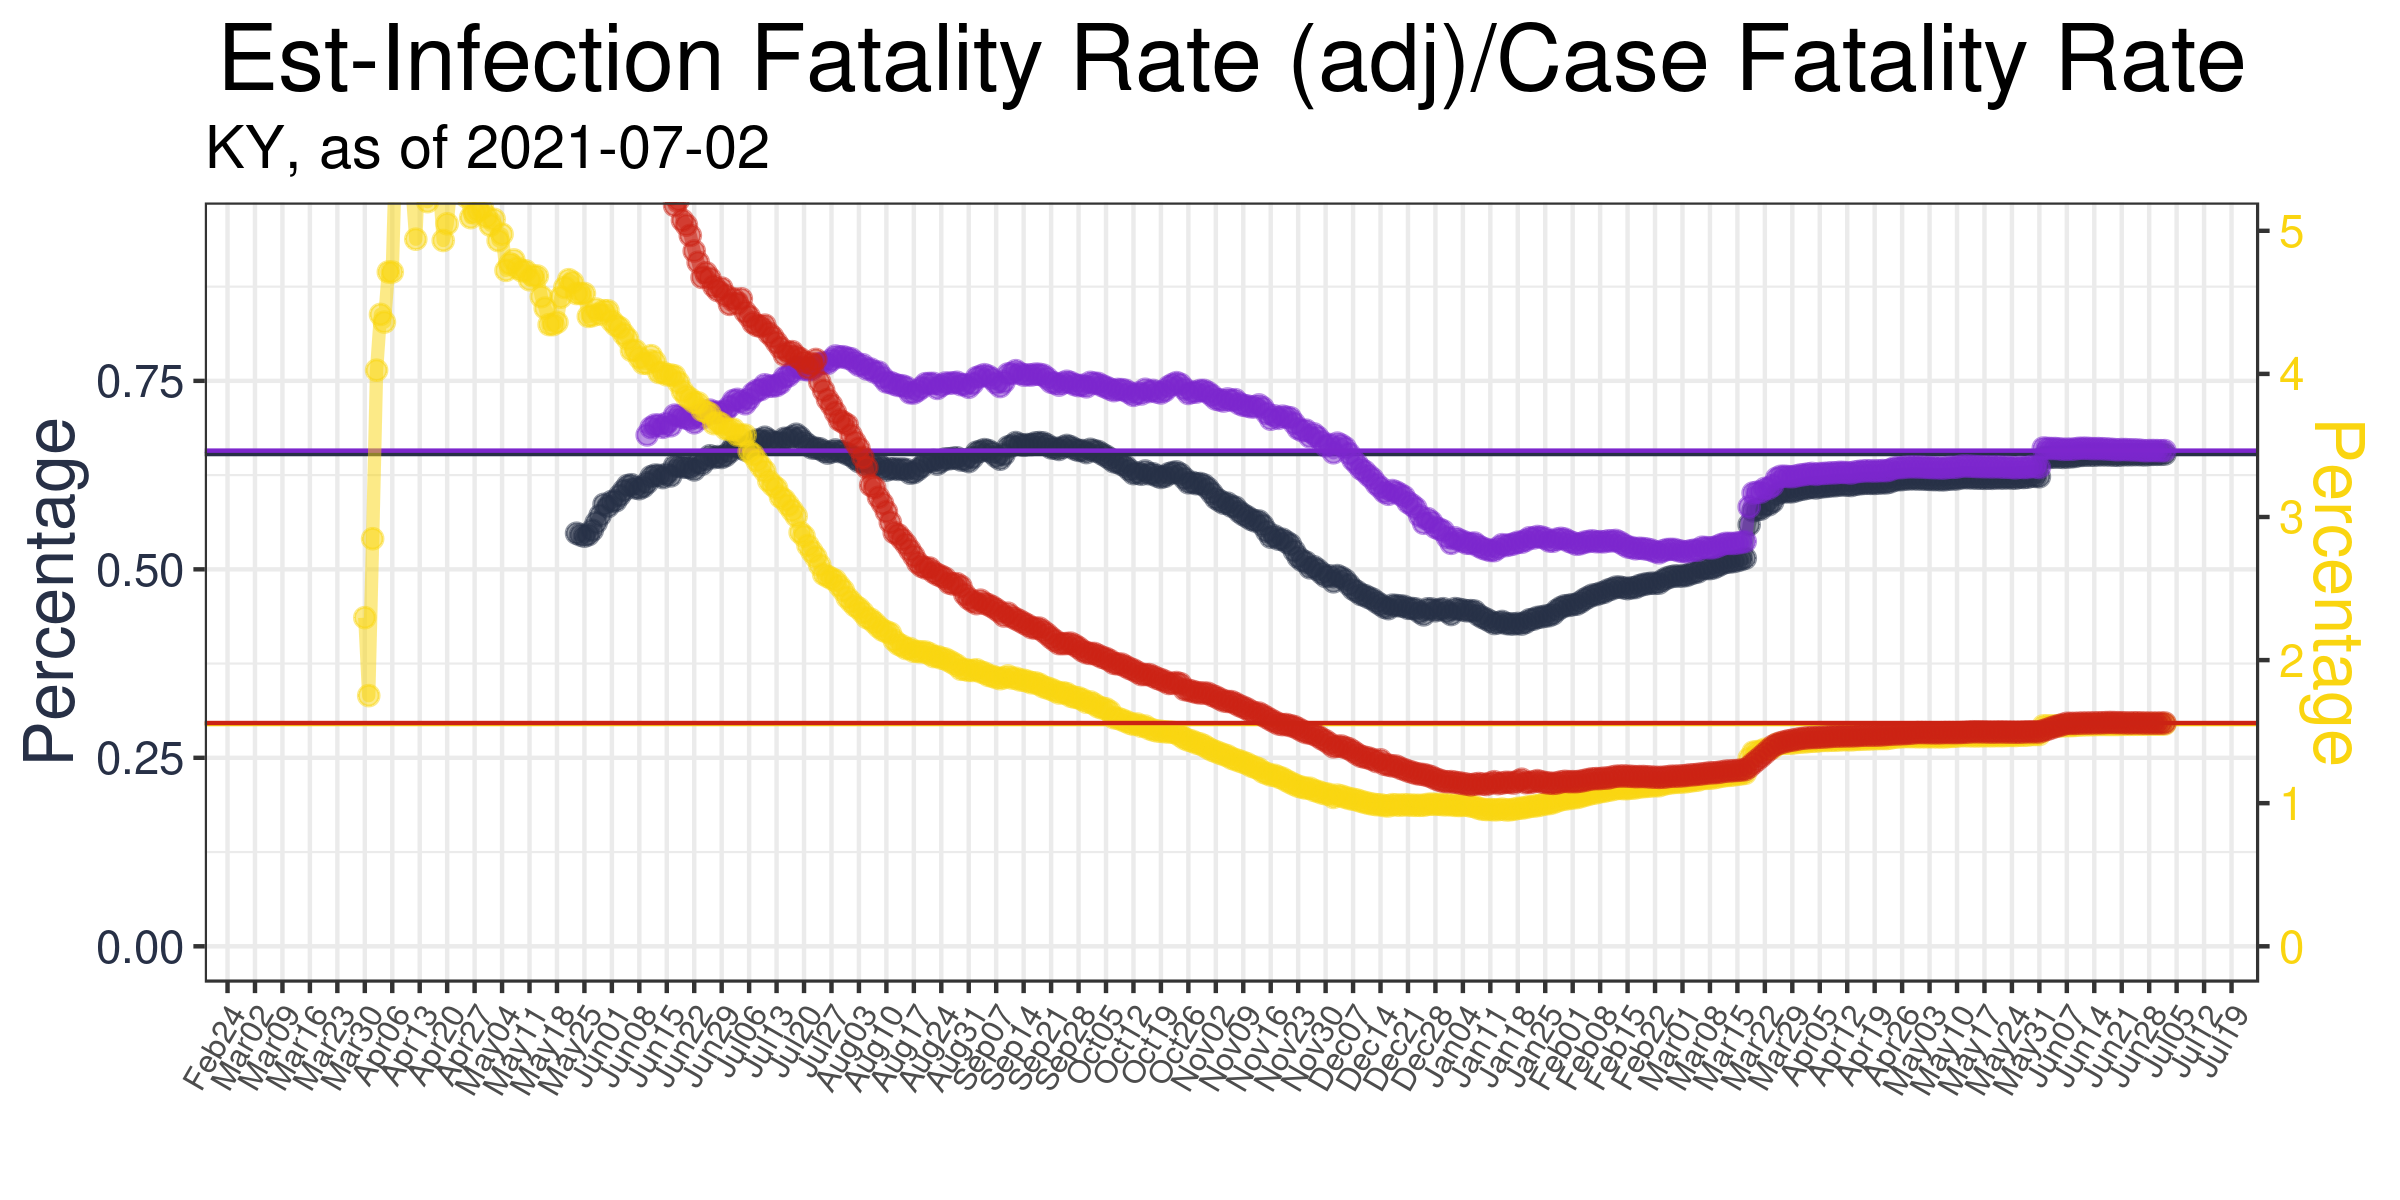 Est-Infection Fatality Rate (adj)/Case Fatality Rate
KY, as of 2021-07-02
Percentage
0.75
0.50
0.25
0.00
5
4
3
2
1
0
Percentage
Feb24
Mar02
Mar09
Mar16
Mar23
Mar30
Apr06
Apr13
Apr20
Apr27
May04
May11
May18
May25
Jun01
Jun08
Jun15
Jun22
Jun29
Jul06
Jul13
Jul20
Jul27
Aug03
Aug10
Aug17
Aug24
Aug31
Sep07
Sep14
Sep21
Sep28
Oct05
Oct12
Oct19
Oct26
Nov02
Nov09
Nov16
Nov23
Nov30
Dec07
Dec14
Dec21
Dec28
Jan04
Jan11
Jan18
Jan25
Feb01
Feb08
Feb15
Feb22
Mar01
Mar08
Mar15
Mar22
Mar29
Apr05
Apr12
Apr19
Apr26
May03
May10
May17
May24
May31
Jun07
Jun14
Jun21
Jun28
Jul05
Jul12
Jul19